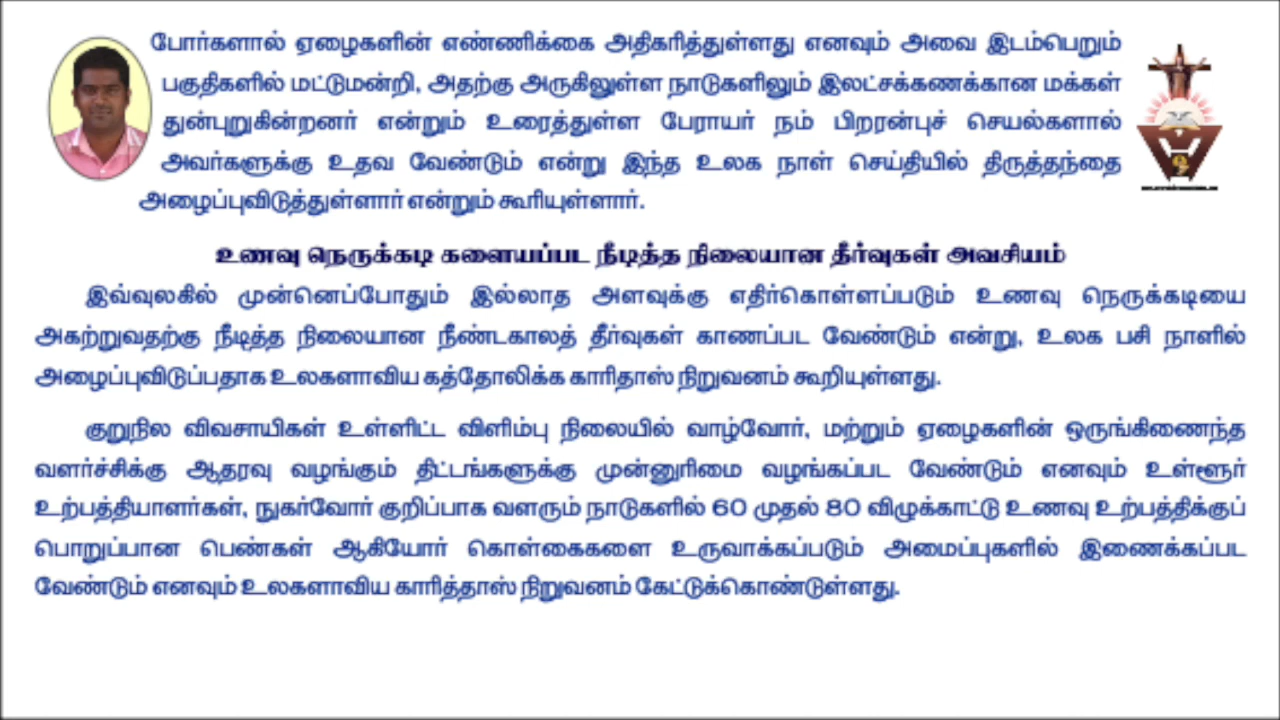 போர்களால் ஏழைகளின் எண்ணிக்கை அதிகரித்துள்ளது எனவும் அவை இடம்பெறும்
பகுதிகளில் மட்டுமன்றி, அதற்கு அருகிலுள்ள நாடுகளிலும் இலட்சக்கணக்கான மக்கள்
துன்புறுகின்றனர் என்றும் உரைத்துள்ள பேராயர் நம் பிறரன்புச் செயல்களால்
அவர்களுக்கு உதவ வேண்டும் என்று இந்த உலக நாள் செய்தியில் திருத்தந்தை
அழைப்புவிடுத்துள்ளார் என்றும் கூரியுள்ளார்.
உணவு நெருக்கடி களையப்பட நீடித்த நிலையான தீர்வுகள் அவசியம்
இவ்வுலகில் முன்னெப்போதும் இல்லாத அளவுக்கு எதிர்கொள்ளப்படும் உணவு நெருக்கடியை
அகற்றுவதற்கு நீடித்த நிலையான நீண்டகாலத் தீர்வுகள் காணப்பட வேண்டும் என்று, உலக பசி நாளில்
அழைப்புவிடுப்பதாக உலகளாவிய கத்தோலிக்க காரிதாஸ் நிறுவனம் கூறியுள்ளது.
குறுநில விவசாயிகள் உள்ளிட்ட விளிம்பு நிலையில் வாழ்வோர், மற்றும் ஏழைகளின் ஒருங்கிணைந்த
வளர்ச்சிக்கு ஆதரவு வழங்கும் திட்டங்களுக்கு முன்னுரிமை வழங்கப்பட வேண்டும் எனவும் உள்ளூர்
உற்பத்தியாளர்கள், நுகர்வோர் குறிப்பாக வளரும் நாடுகளில் 60 முதல் 80 விழுக்காட்டு உணவு உற்பத்திக்குப்
பொறுப்பான பெண்கள் ஆகியோர் கொள்கைகளை உருவாக்கப்படும் அமைப்புகளில் இணைக்கப்பட
வேண்டும் எனவும் உலகளாவிய காரித்தாஸ் நிறுவனம் கேட்டுக்கொண்டுள்ளது.